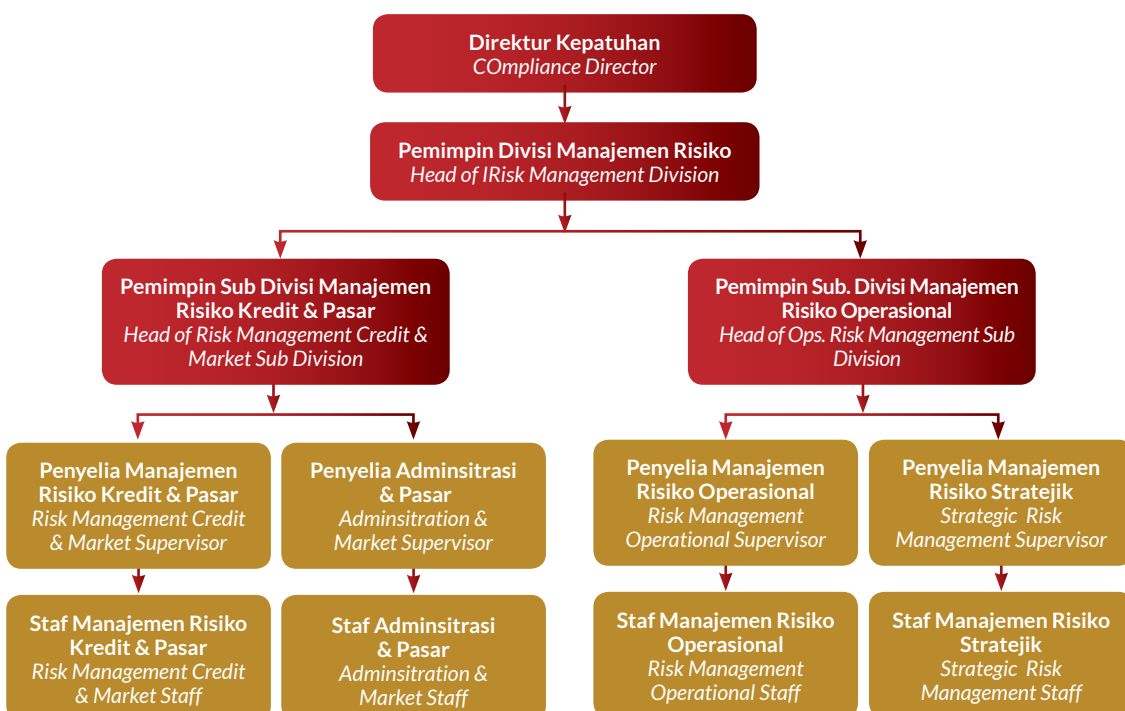 Direktur Kepatuhan
COmpliance Director
Pemimpin Divisi Manajemen Risiko
Head of IRisk Management Division
Pemimpin Sub Divisi Manajemen
Risiko Kredit & Pasar
Head of Risk Management Credit &
Market Sub Division
Pemimpin Sub. Divisi Manajemen
Risiko Operasional
Head of Ops. Risk Management Sub
Division
Penyelia Manajemen
Risiko Kredit & Pasar
Risk Management Credit
& Market Supervisor
Penyelia Adminsitrasi
& Pasar
Adminsitration &
Market Supervisor
Penyelia Manajemen
Risiko Operasional
Risk Management
Operational Supervisor
Penyelia Manajemen
Risiko Stratejik
Strategic Risk
Management Supervisor
Staf Manajemen Risiko
Kredit & Pasar
Risk Management Credit
& Market Staff
Staf Adminsitrasi
& Pasar
Adminsitration &
Market Staff
Staf Manajemen Risiko
Operasional
Risk Management
Operational Staff
Staf Manajemen Risiko
Stratejik
Strategic Risk
Management Staff